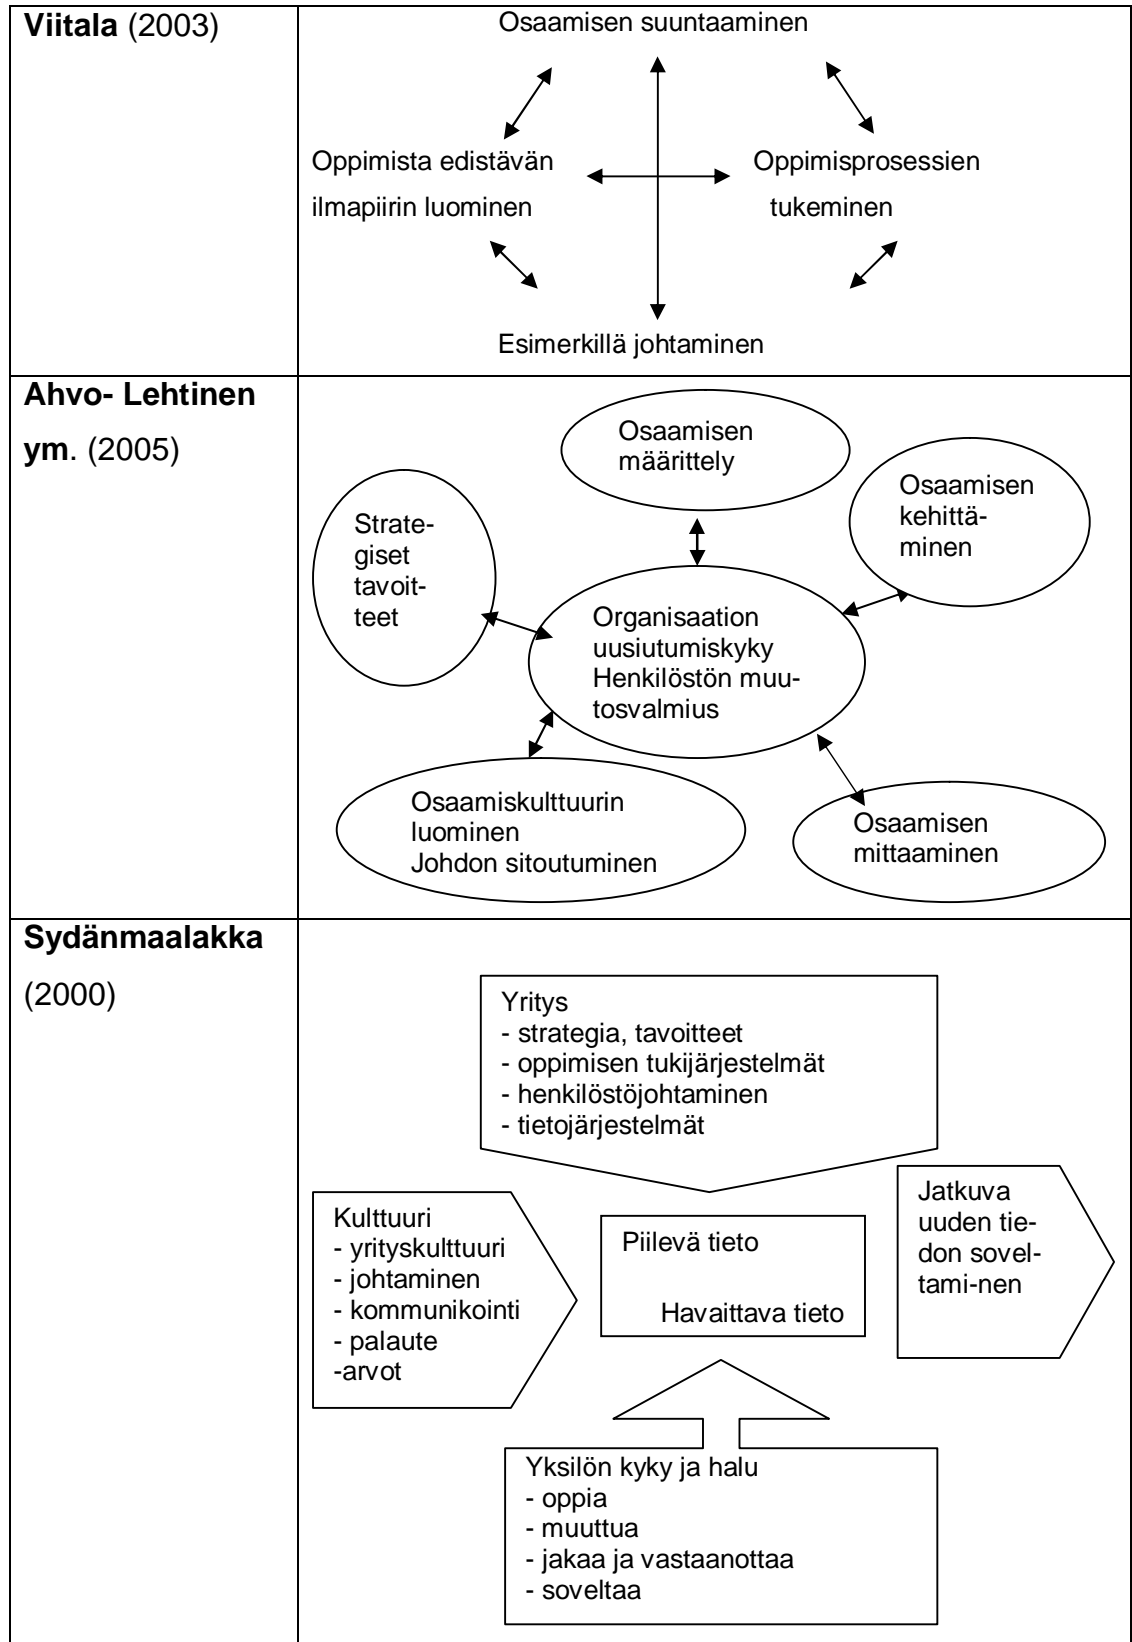 Viitala (2003)
Osaamisen suuntaaminen
Oppimista edistävän
ilmapiirin luominen
Oppimisprosessien
tukeminen
Esimerkillä johtaminen
Ahvo- Lehtinen
ym. (2005)
Osaamisen
määrittely
Osaamisen
kehittä-
minen
Strate-
giset
tavoit-
teet
Organisaation
uusiutumiskyky
Henkilöstön muu-
tosvalmius
Osaamiskulttuurin
luominen
Johdon sitoutuminen
Osaamisen
mittaaminen
Sydänmaalakka
(2000)
Yritys
- strategia, tavoitteet
- oppimisen tukijärjestelmät
- henkilöstöjohtaminen
- tietojärjestelmät
Kulttuuri
- yrityskulttuuri
- johtaminen
- kommunikointi
- palaute
-arvot
Piilevä tieto
Havaittava tieto
Jatkuva
uuden tie-
don sovel-
tami-nen
Yksilön kyky ja halu
- oppia
- muuttua
- jakaa ja vastaanottaa
- soveltaa